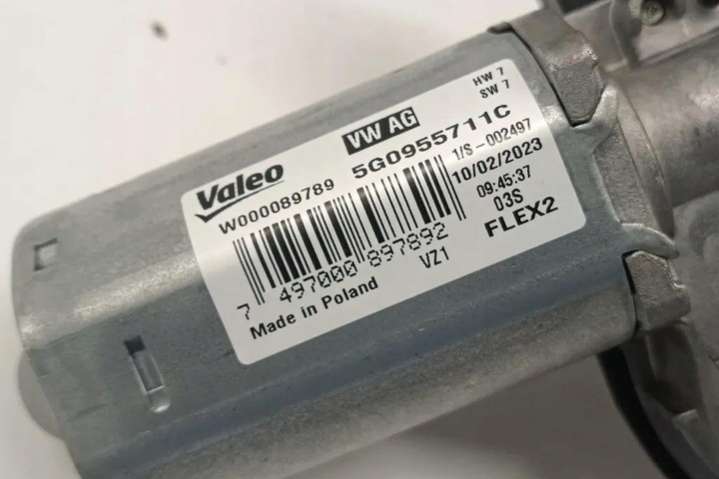 HW 7
SW 7
VW AG
Valeo
5G0955711C
W000089789
1/S-002497
10/02/2023
09:45:37
03S
FLEX2
7 497000 897892
VZ1
Made in Poland